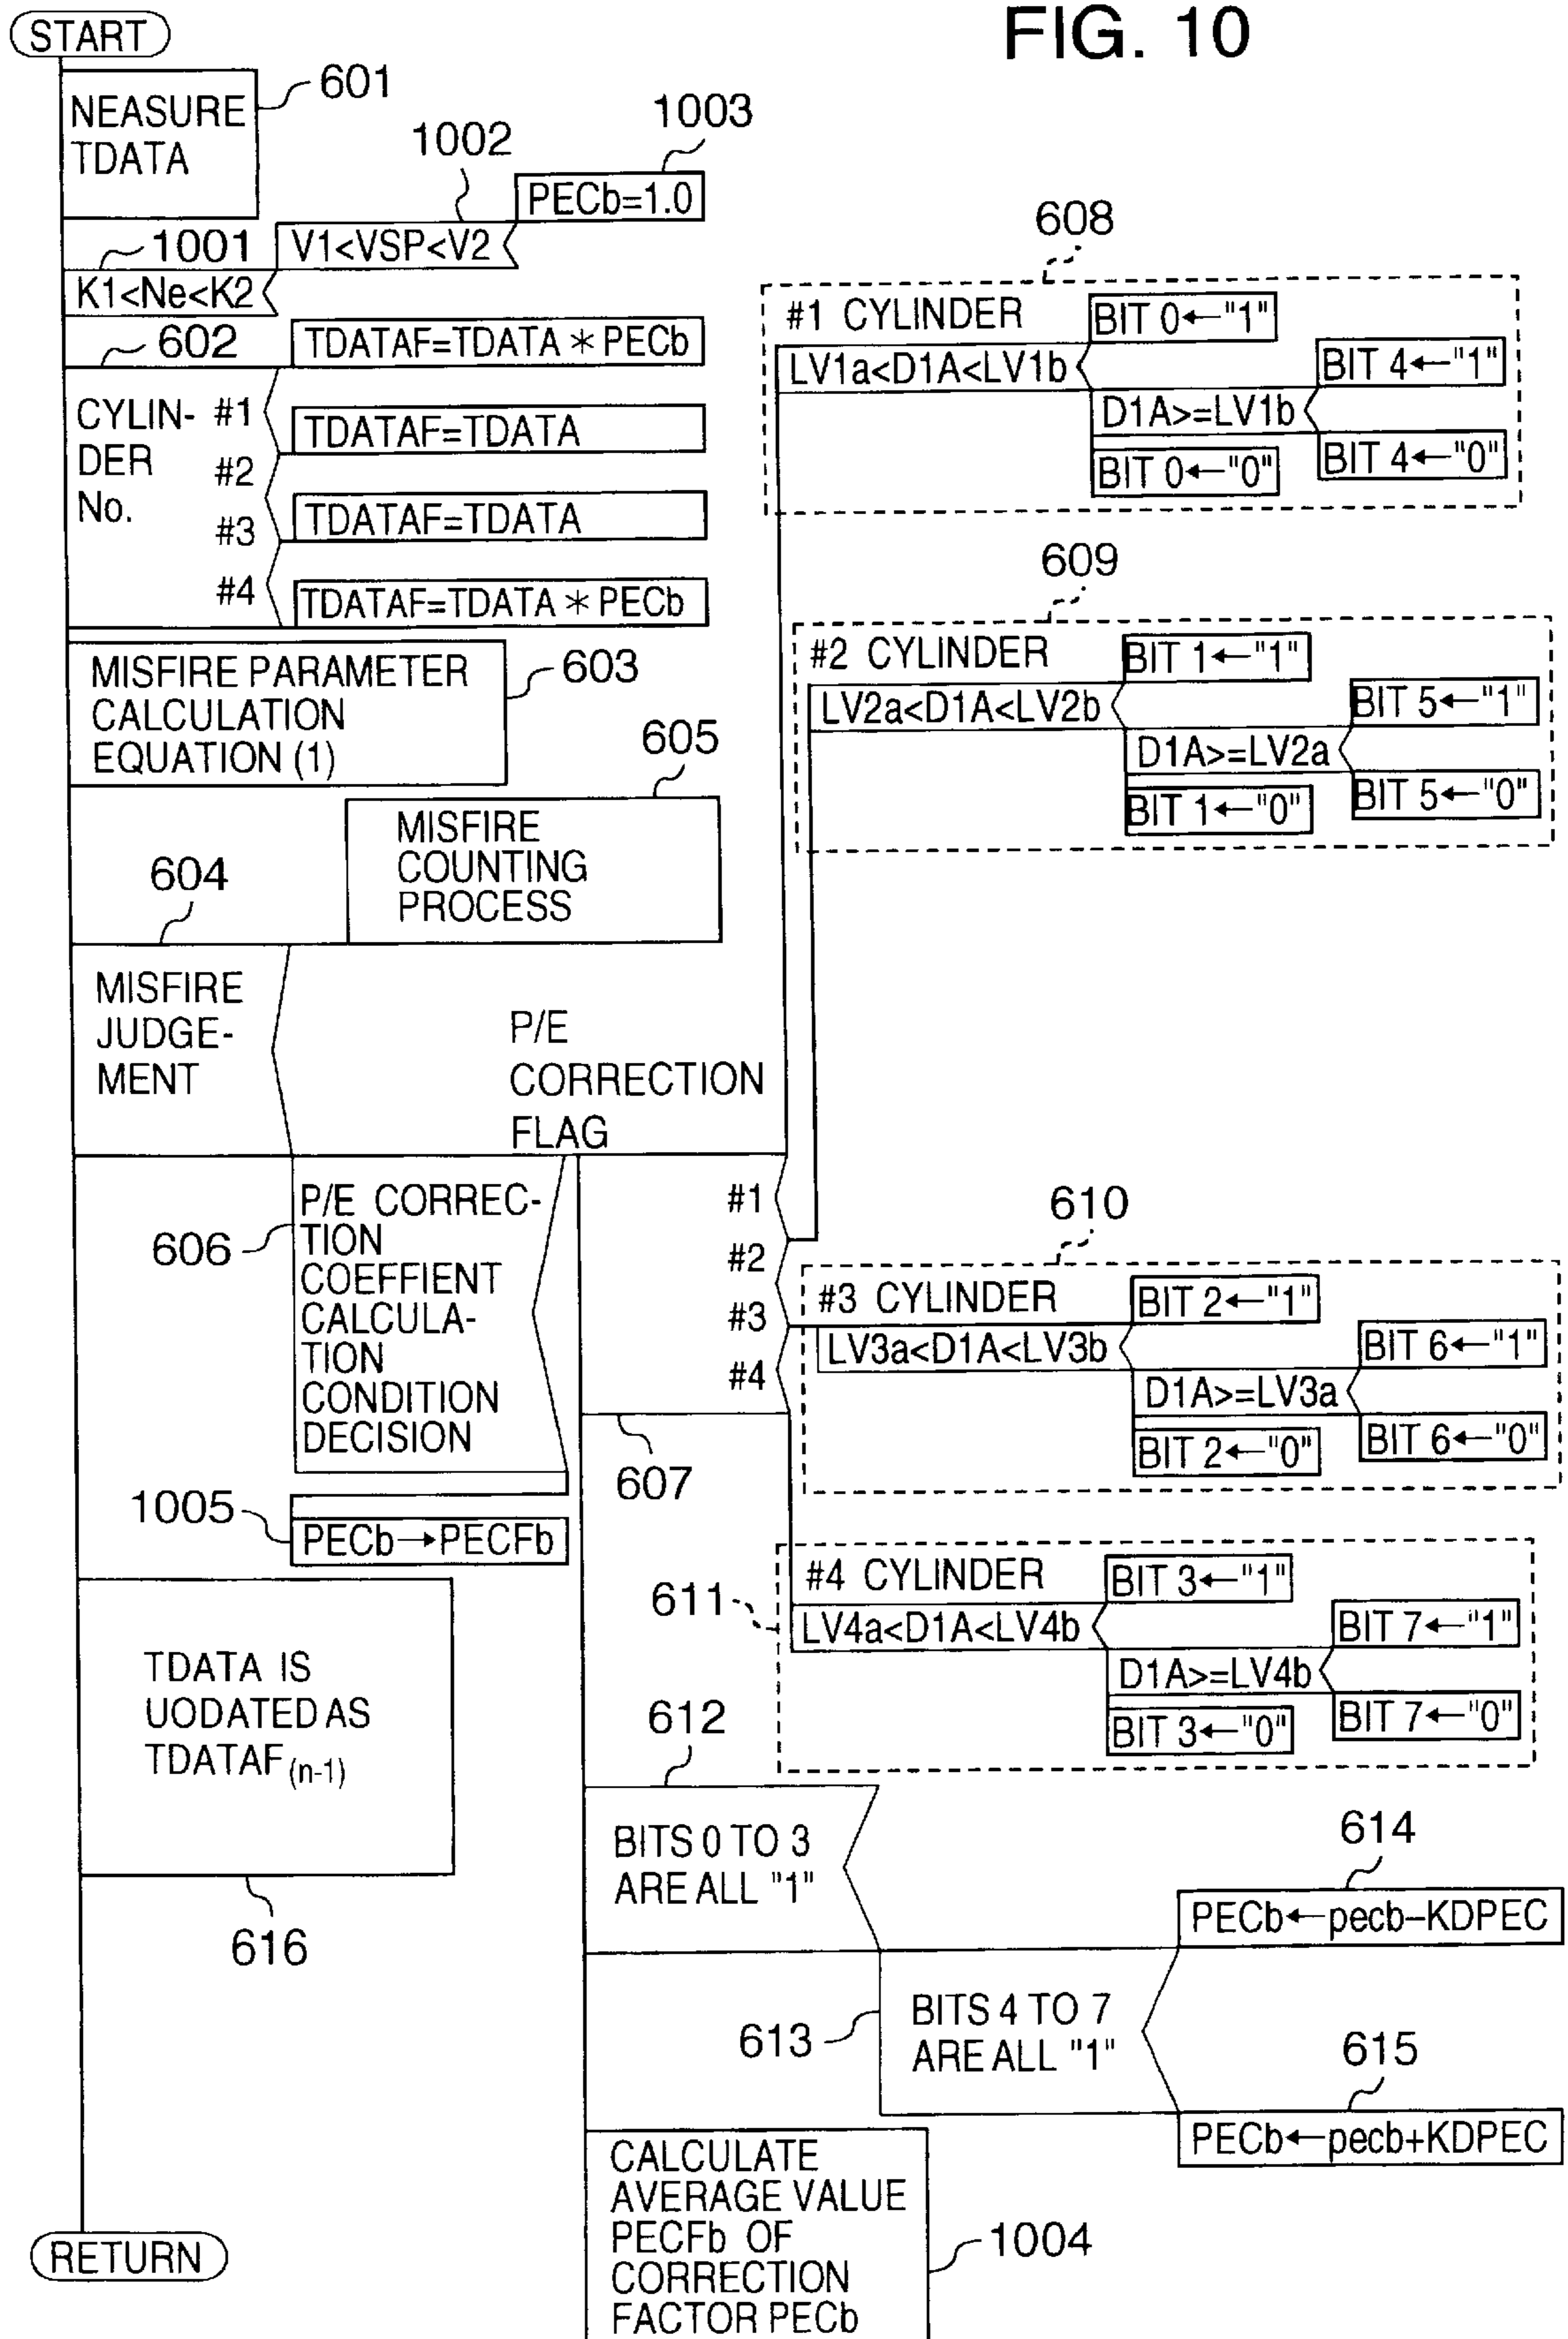 FIG. 10
START
601
NEASURE
TDATA
1002
1003
PECb=1.0
V1<VSP<V2
1001
K1<Ne<K2
602
TDATAF=TDATA＊PECb
CYLIN-
DER
No.
#1
#2
#3
#4
TDATAF=TDATA
TDATAF=TDATA
TDATAF=TDATA＊PECb
MISFIRE PARAMETER
CALCULATION
EQUATION (1)
603
605
MISFIRE
COUNTING
PROCESS
604
MISFIRE
JUDGE-
MENT
P/E
CORRECTION
FLAG
606
P/E CORREC-
TION
COEFFIENT
CALCULA-
TION
CONDITION
DECISION
#1
#2
#3
#4
607
1005
PECb→PECFb
TDATA IS
UODATED AS
TDATAF(n-1)
616
RETURN
608
#1 CYLINDER
BIT 0←"1"
LV1a<D1A<LV1b
BIT 4←"1"
D1A>=LV1b
BIT 0←"0"
BIT 4←"0"
609
#2 CYLINDER
BIT 1←"1"
LV2a<D1A<LV2b
BIT 5←"1"
D1A>=LV2a
BIT 1←"0"
BIT 5←"0"
610
#3 CYLINDER
BIT 2←"1"
LV3a<D1A<LV3b
BIT 6←"1"
D1A>=LV3a
BIT 2←"0"
BIT 6←"0"
611
#4 CYLINDER
BIT 3←"1"
LV4a<D1A<LV4b
BIT 7←"1"
D1A>=LV4b
BIT 3←"0"
BIT 7←"0"
612
BITS 0 TO 3
ARE ALL "1"
614
PECb←pecb–KDPEC
613
BITS 4 TO 7
ARE ALL "1"
615
PECb←pecb+KDPEC
CALCULATE
AVERAGE VALUE
PECFb OF
CORRECTION
FACTOR PECb
1004